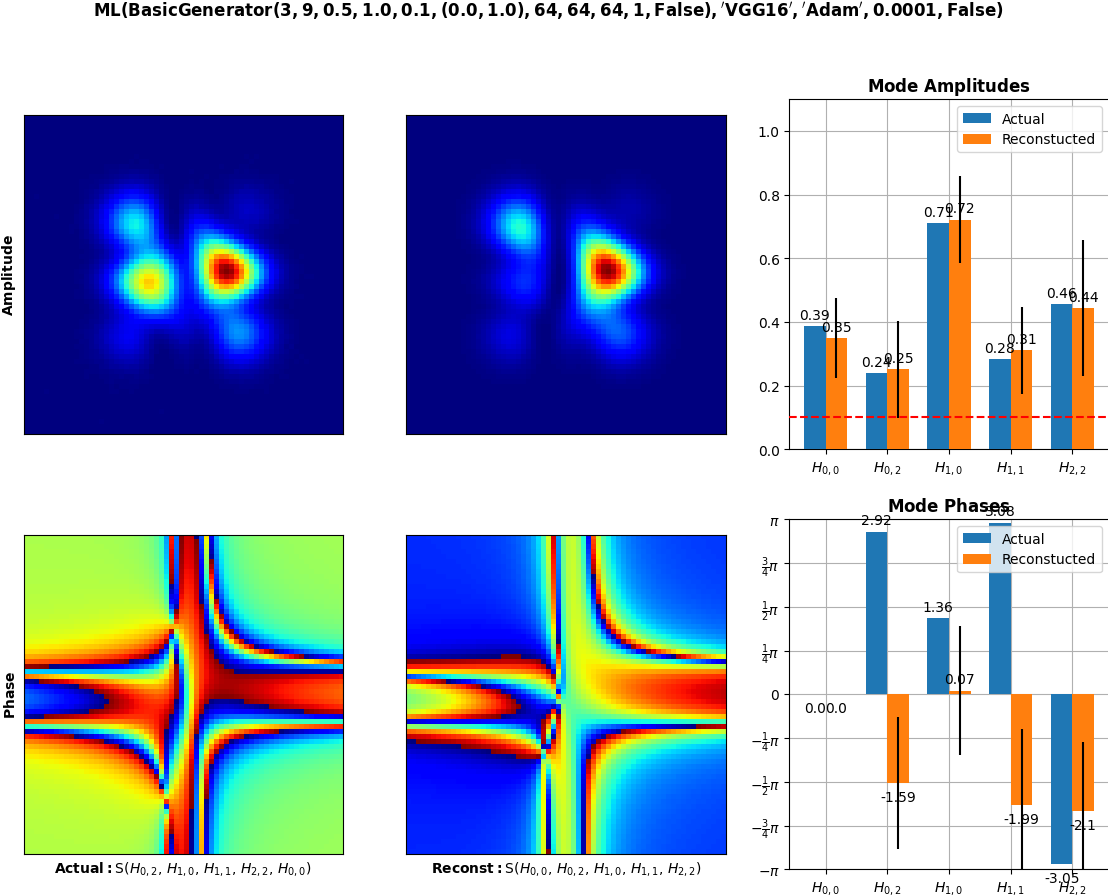 ML(BasicGenerator(3, 9, 0.5, 1.0, 0.1, (0.0, 1.0), 64, 64, 64, 1, False), ′VGG16′, ′Adam′, 0.0001, False)
Amplitude
Mode Amplitudes
Actual
Reconstucted
1.0
0.8
0.6
0.4
0.2
0.0
0.39
0.35
0.24
0.25
0.71
0.72
0.28
0.31
0.46
0.44
H0,0
H0,2
H1,0
H1,1
H2,2
Phase
Mode Phases
Actual
Reconstucted
π
3/4π
1/2π
1/4π
0
−1/4π
−1/2π
−3/4π
−π
0.0
0.0
2.92
-1.59
1.36
0.07
3.08
-1.99
-3.05
-2.1
H0,0
H0,2
H1,0
H1,1
H2,2
Actual: S(H0,2, H1,0, H1,1, H2,2, H0,0)
Reconst: S(H0,0, H0,2, H1,0, H1,1, H2,2)